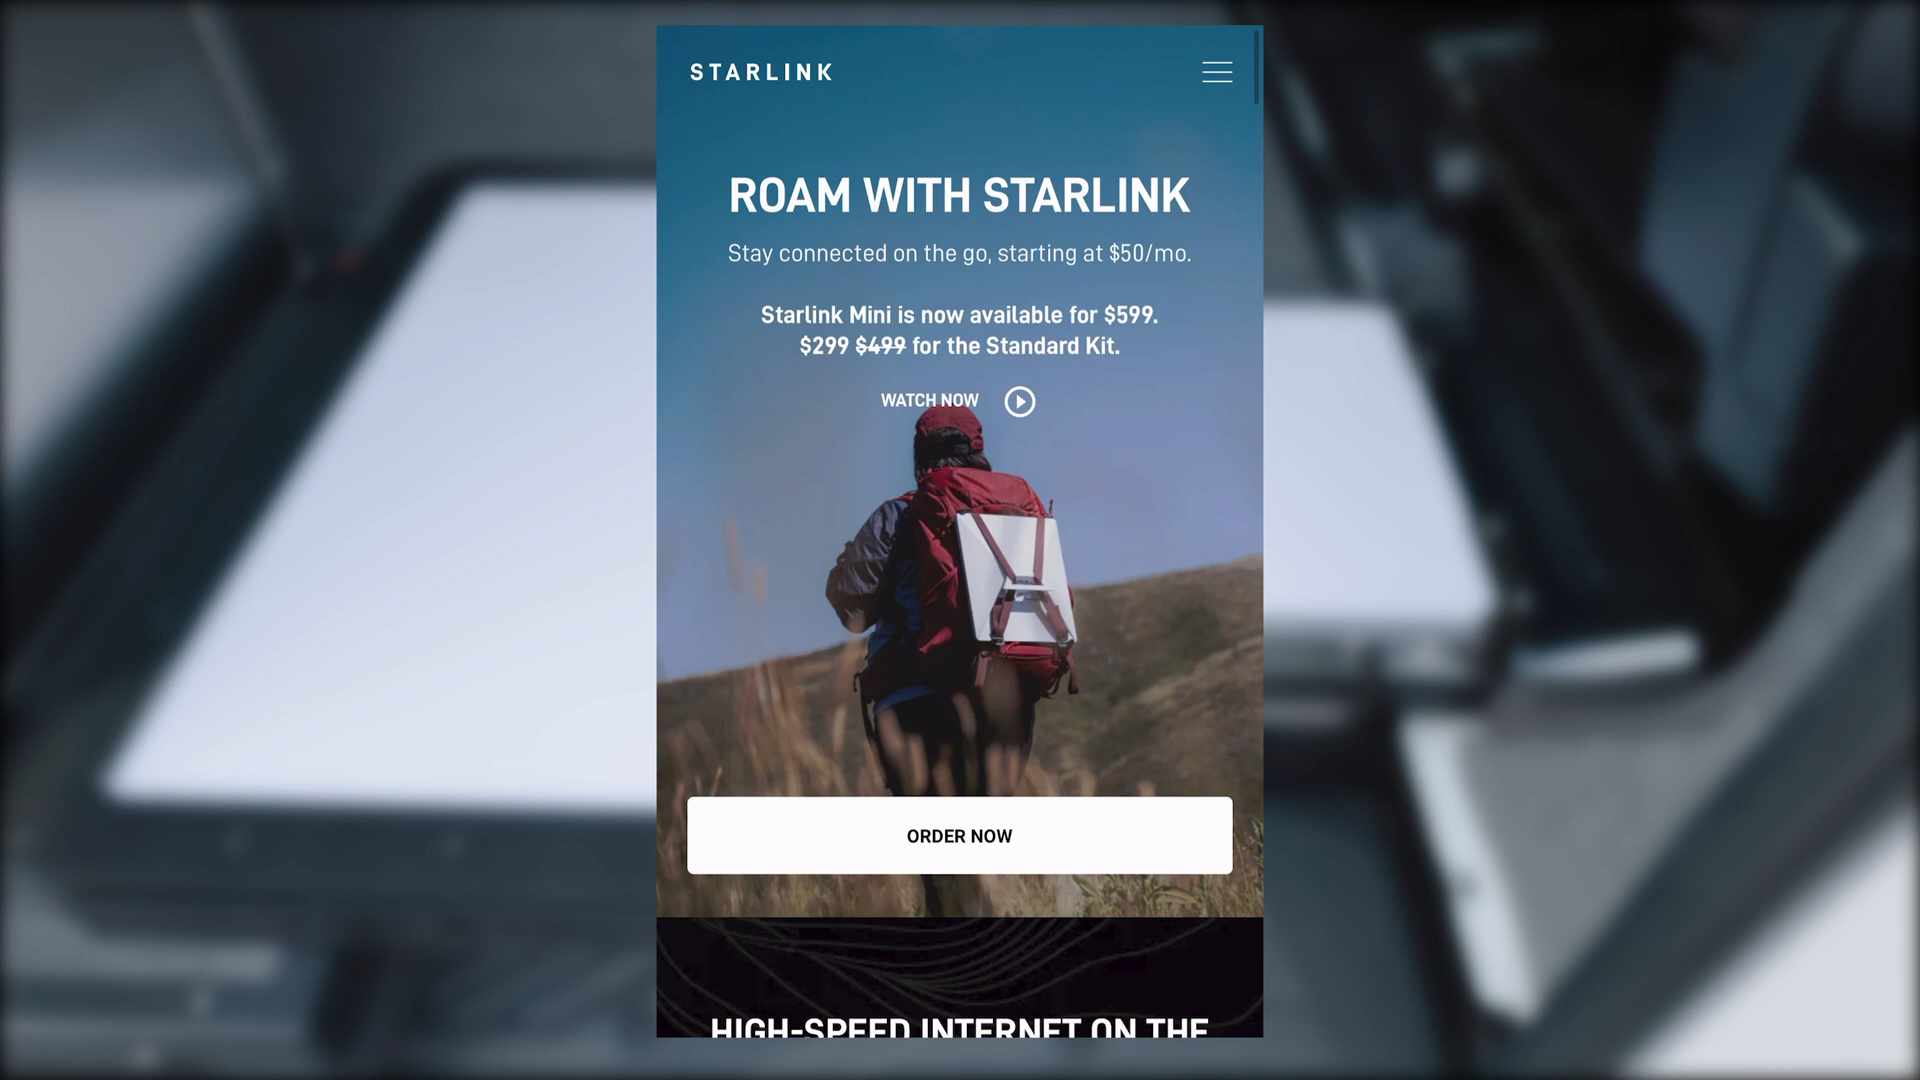 STARLINK
ROAM WITH STARLINK
Stay connected on the go, starting at $50/mo.
Starlink Mini is now available for $599.
$299 $499 for the Standard Kit.
WATCH NOW
ORDER NOW
HIGH-SPEED INTERNET ON THE